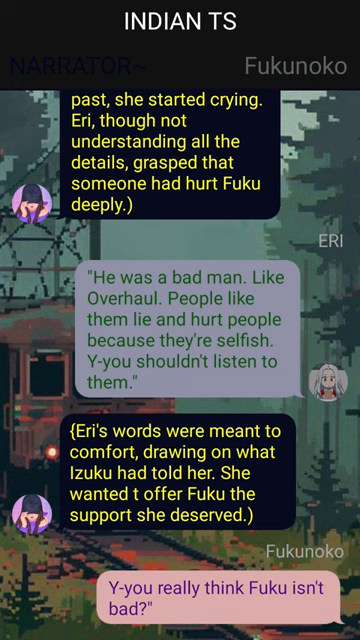 INDIAN TS
NARRATOR~
Fukunoko
past, she started crying.
Eri, though not
understanding all the
details, grasped that
someone had hurt Fuku
deeply.)
ERI
"He was a bad man. Like
Overhaul. People like
them lie and hurt people
because they're selfish.
Y-you shouldn't listen to
them."
{Eri's words were meant to
comfort, drawing on what
Izuku had told her. She
wanted t offer Fuku the
support she deserved.)
Fukunoko
Y-you really think Fuku isn't
bad?"